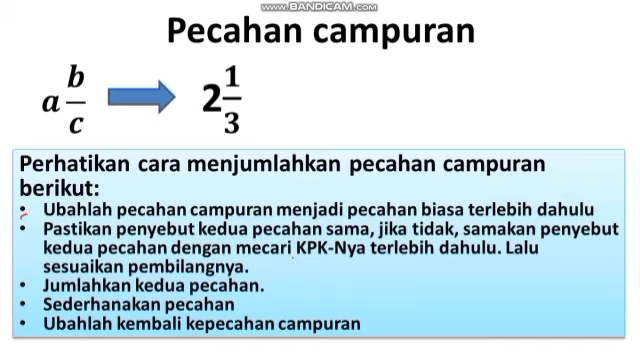 www.BANDICAM.com
Pecahan campuran
a b/c 2 1/3
Perhatikan cara menjumlahkan pecahan campuran
berikut:
• Ubahlah pecahan campuran menjadi pecahan biasa terlebih dahulu
• Pastikan penyebut kedua pecahan sama, jika tidak, samakan penyebut
kedua pecahan dengan mecari KPK-Nya terlebih dahulu. Lalu
sesuaikan pembilangnya.
• Jumlahkan kedua pecahan.
• Sederhanakan pecahan
• Ubahlah kembali kepecahan campuran